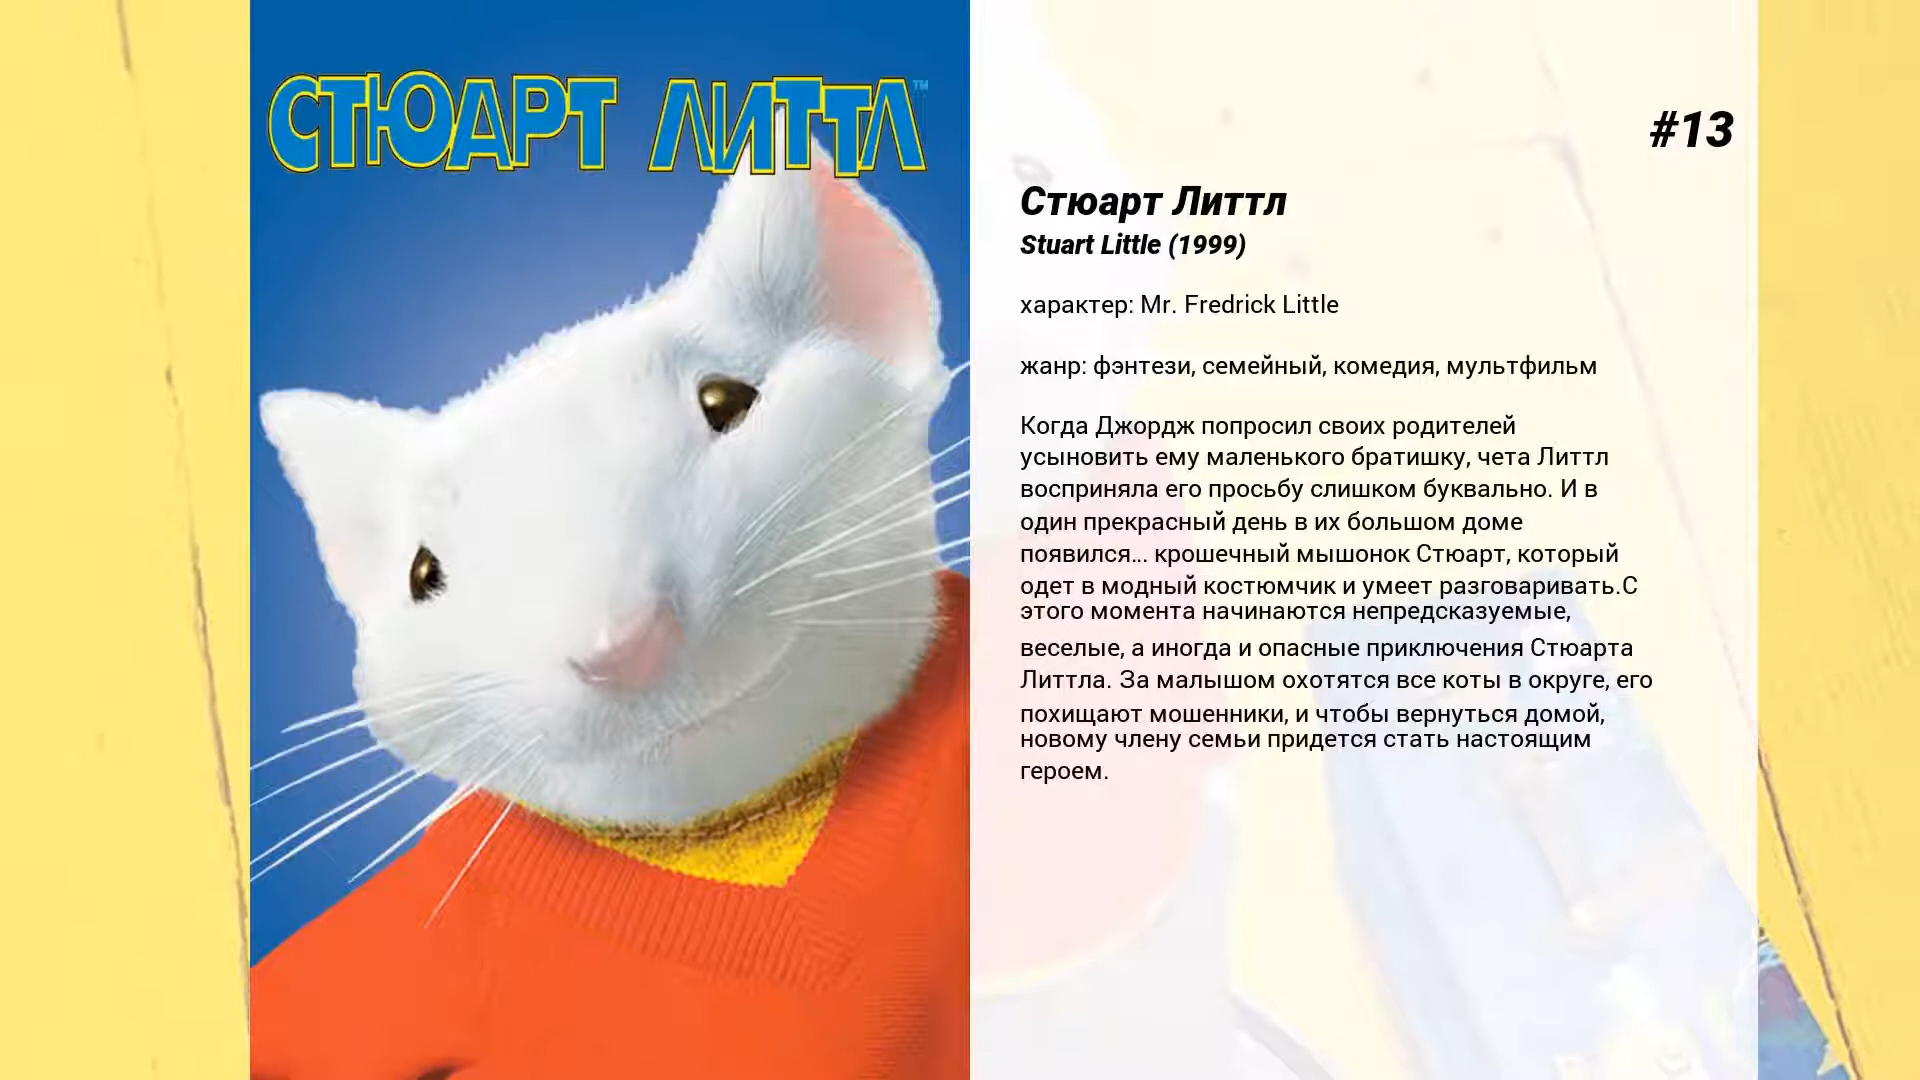 СТЮАРТ ЛИТТЛ™
#13
Стюарт Литтл
Stuart Little (1999)
характер: Mr. Fredrick Little
жанр: фэнтези, семейный, комедия, мультфильм
Когда Джордж попросил своих родителей
усыновить ему маленького братишку, чета Литтл
восприняла его просьбу слишком буквально. И в
один прекрасный день в их большом доме
появился… крошечный мышонок Стюарт, который
одет в модный костюмчик и умеет разговаривать.С
этого момента начинаются непредсказуемые,
веселые, а иногда и опасные приключения Стюарта
Литтла. За малышом охотятся все коты в округе, его
похищают мошенники, и чтобы вернуться домой,
новому члену семьи придется стать настоящим
героем.